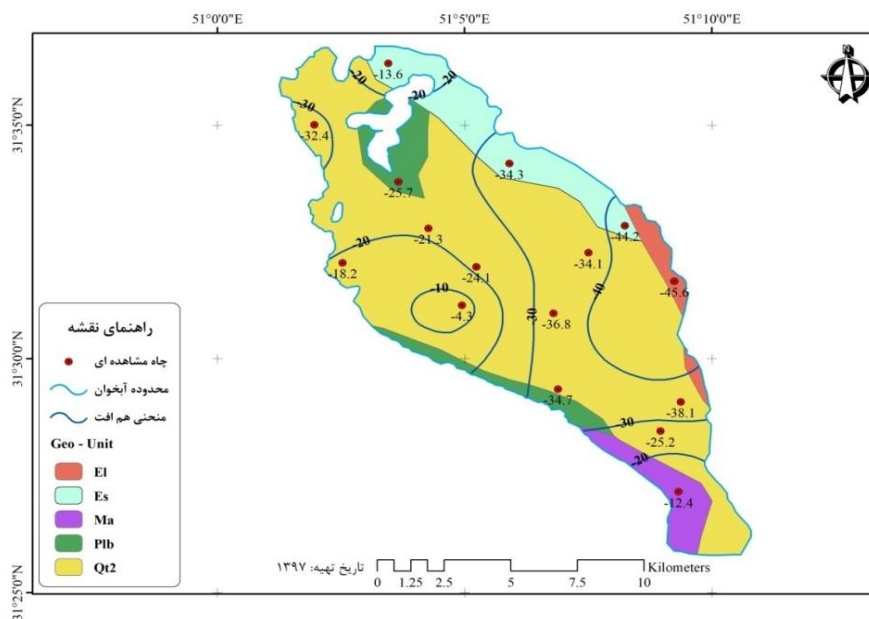 51°0'0"E
51°5'0"E
51°10'0"E
31°35'0"N
31°30'0"N
31°25'0"N
-13.6
-20
-20
-20
-30
-32.4
-34.3
-25.7
-44.2
-21.3
-20
-34.1
-18.2
-24.1
-45.6
-40
-10
-4.3
-30
-36.8
-34.7
-38.1
-30
-25.2
-20
-12.4
راهنمای نقشه
چاه مشاهده ای
محدوده آبخوان
منحنی هم افت
Geo - Unit
El
Es
Ma
Plb
Qt2
تاریخ تهیه: ۱۳۹۷
Kilometers
0 1.25 2.5 5 7.5 10